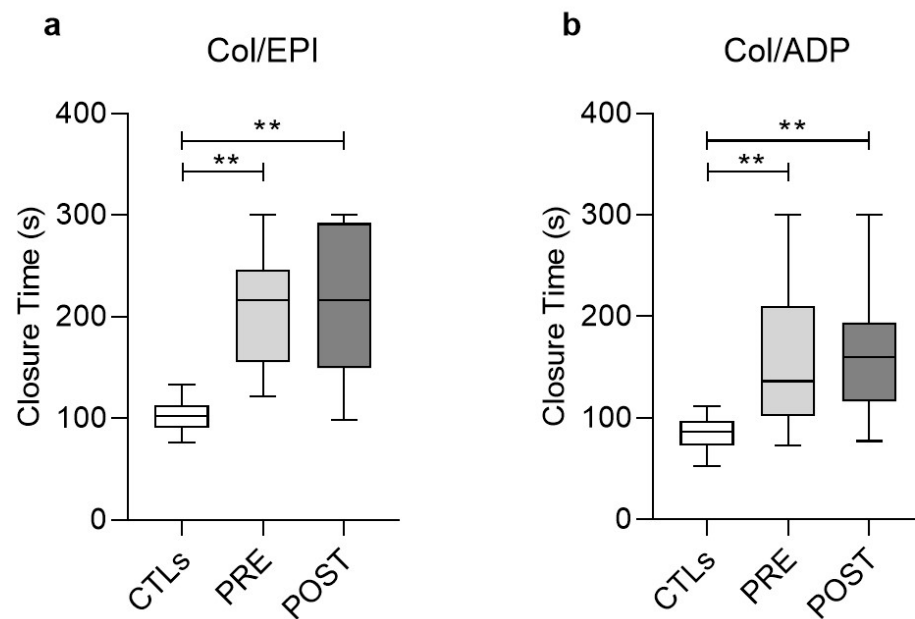 a
Col/EPI
400
300
200
100
0
Closure Time (s)
**
**
CTLs
PRE
POST
b
Col/ADP
400
300
200
100
0
Closure Time (s)
**
**
CTLs
PRE
POST